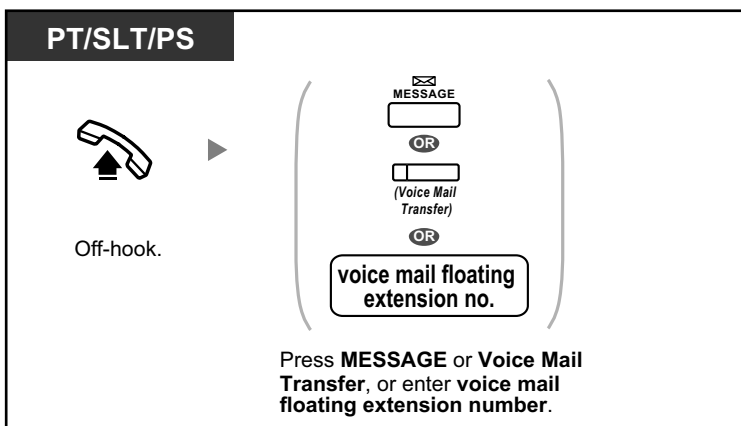 PT/SLT/PS
MESSAGE
OR
(Voice Mail
Transfer)
OR
voice mail floating
extension no.
Off-hook.
Press MESSAGE or Voice Mail
Transfer, or enter voice mail
floating extension number.